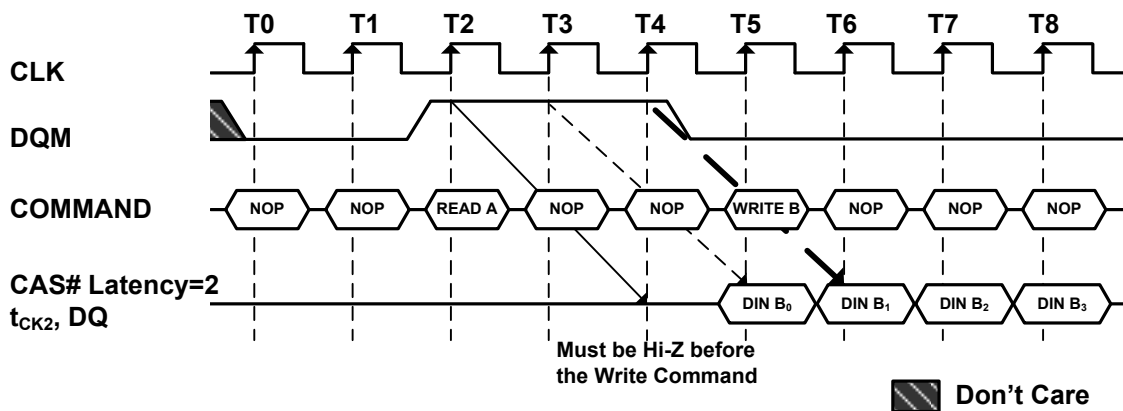 T0 T1 T2 T3 T4 T5 T6 T7 T8
CLK
DQM
COMMAND NOP NOP READ A NOP NOP WRITE B NOP NOP NOP
CAS# Latency=2
t_CK2, DQ DIN B₀ DIN B₁ DIN B₂ DIN B₃
Must be Hi-Z before
the Write Command
Don't Care